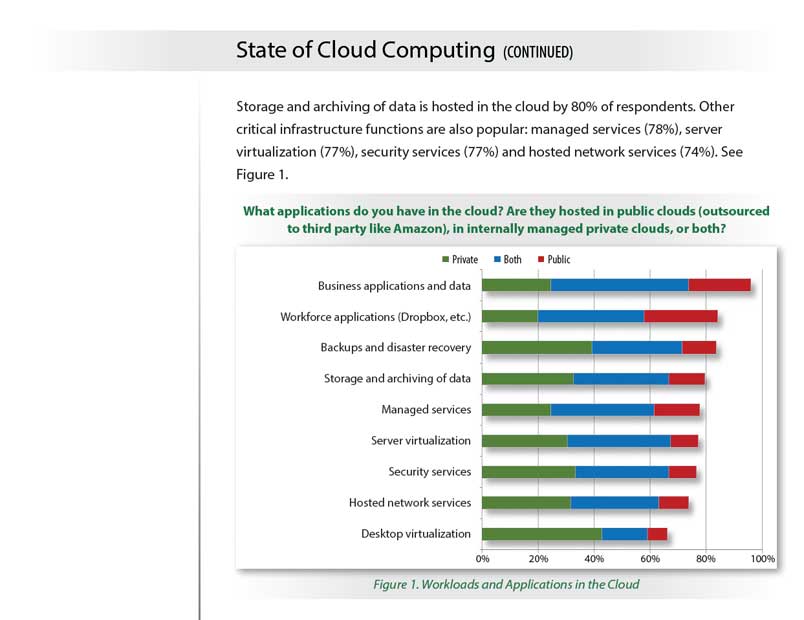 State of Cloud Computing (CONTINUED)
Storage and archiving of data is hosted in the cloud by 80% of respondents. Other
critical infrastructure functions are also popular: managed services (78%), server
virtualization (77%), security services (77%) and hosted network services (74%). See
Figure 1.
What applications do you have in the cloud? Are they hosted in public clouds (outsourced
to third party like Amazon), in internally managed private clouds, or both?
Private Both Public
Business applications and data
Workforce applications (Dropbox, etc.)
Backups and disaster recovery
Storage and archiving of data
Managed services
Server virtualization
Security services
Hosted network services
Desktop virtualization
0% 20% 40% 60% 80% 100%
Figure 1. Workloads and Applications in the Cloud